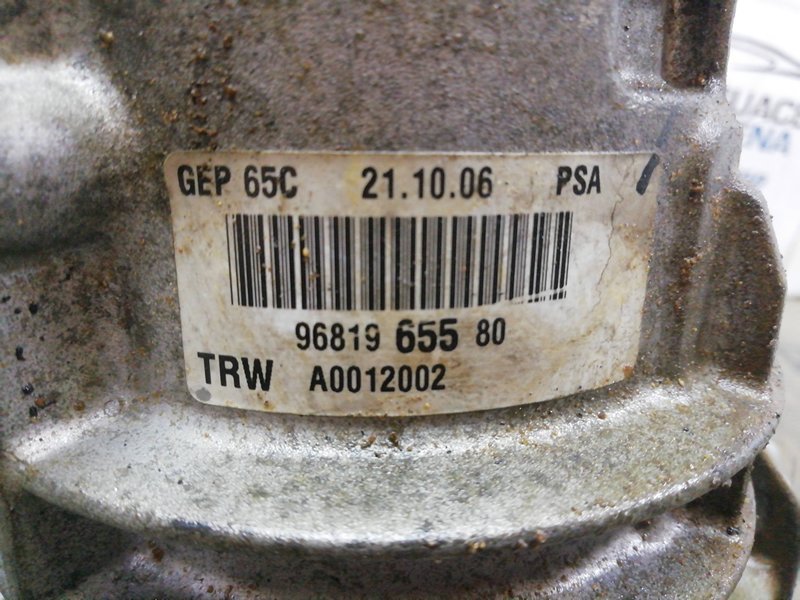 GEP 65C 21.10.06 PSA
96819 655 80
TRW A0012002